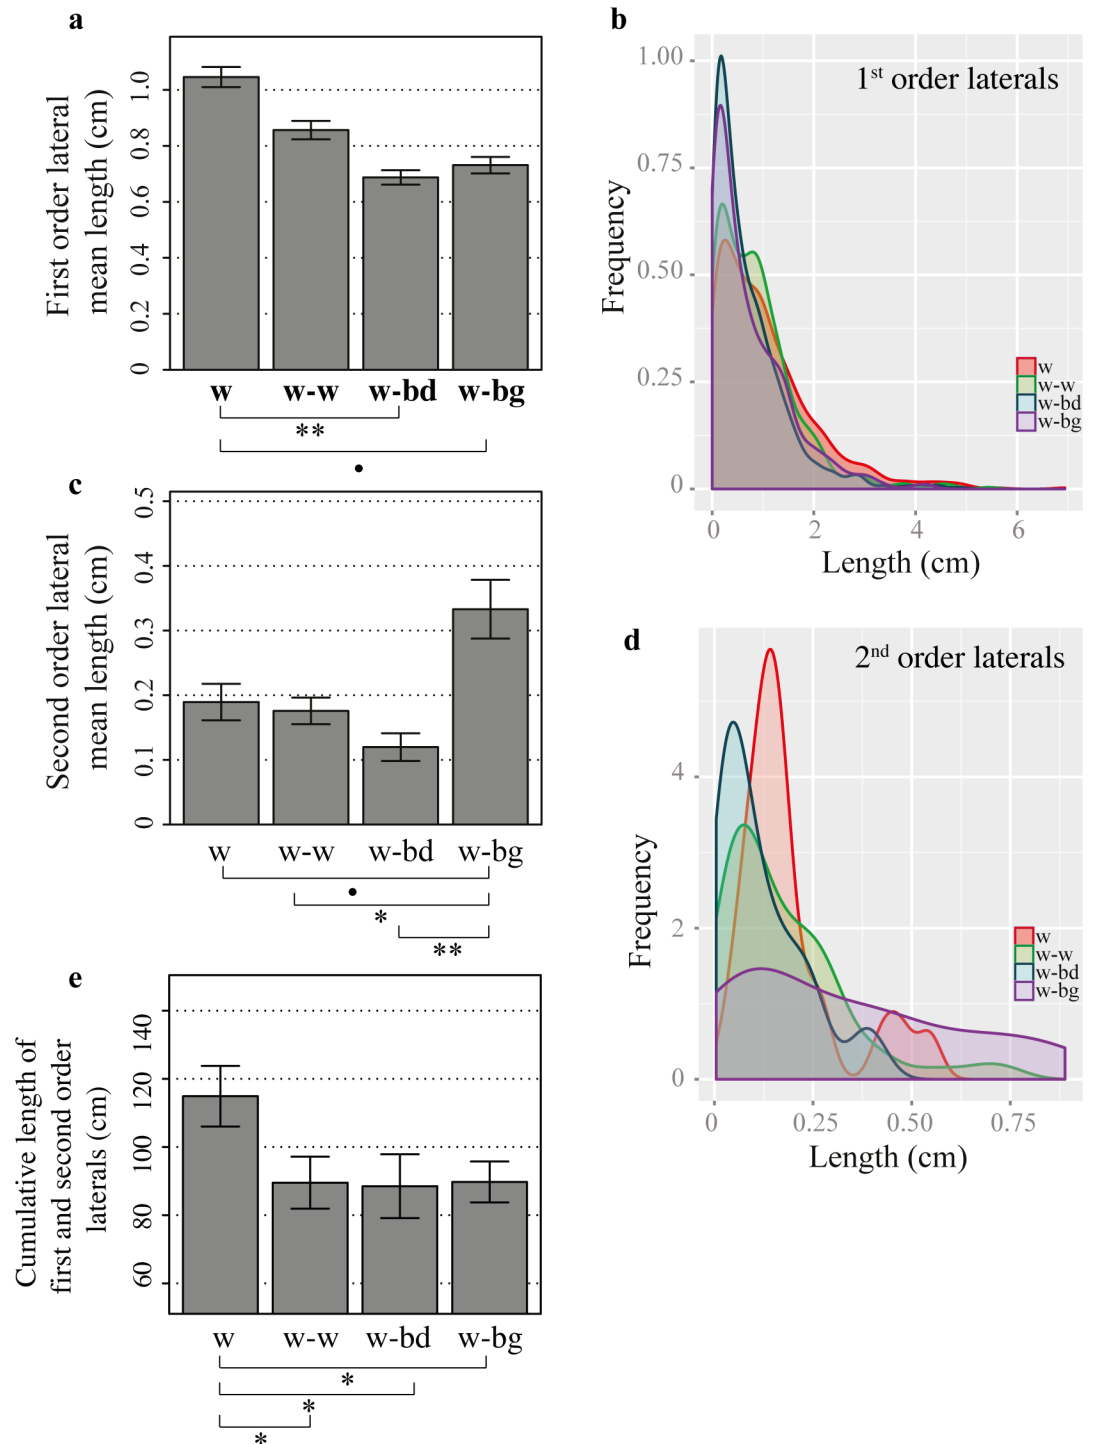 a
First order lateral
mean length (cm)
1.0
0.8
0.6
0.4
0.2
0
w w-w w-bd w-bg
**
•
b
1st order laterals
Frequency
1.00
0.75
0.50
0.25
0
w
w-w
w-bd
w-bg
0 2 4 6
Length (cm)
c
Second order lateral
mean length (cm)
0.5
0.4
0.3
0.2
0.1
0
w w-w w-bd w-bg
•
*
**
d
2nd order laterals
Frequency
4
2
0
w
w-w
w-bd
w-bg
0 0.25 0.50 0.75
Length (cm)
e
Cumulative length of
first and second order
laterals (cm)
140
120
100
80
60
w w-w w-bd w-bg
*
*
*